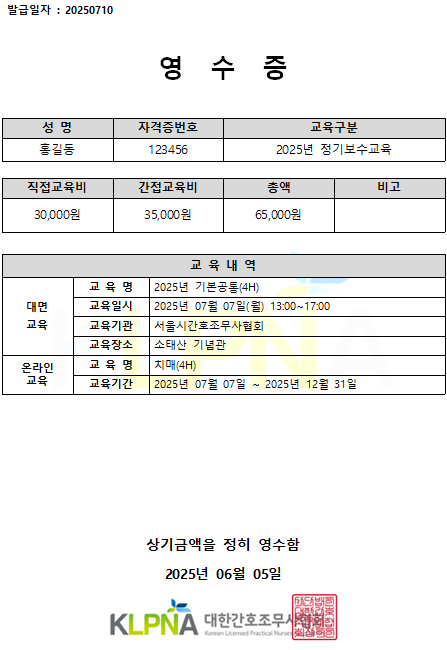 발급일자 : 20250710
영 수 증
성 명 자격증번호 교육구분
홍길동 123456 2025년 정기보수교육
직접교육비 간접교육비 총액 비고
30,000원 35,000원 65,000원
교 육 내 역
대면 교육
교 육 명 2025년 기본공통(4H)
교육일시 2025년 07월 07일(월) 13:00~17:00
교육기관 서울시간호조무사협회
교육장소 소태산 기념관
온라인 교육
교 육 명 치매(4H)
교육기간 2025년 07월 07일 ~ 2025년 12월 31일
KLPNA
상기금액을 정히 영수함
2025년 06월 05일
KLPNA 대한간호조무사협회
Korean Licensed Practical Nurses